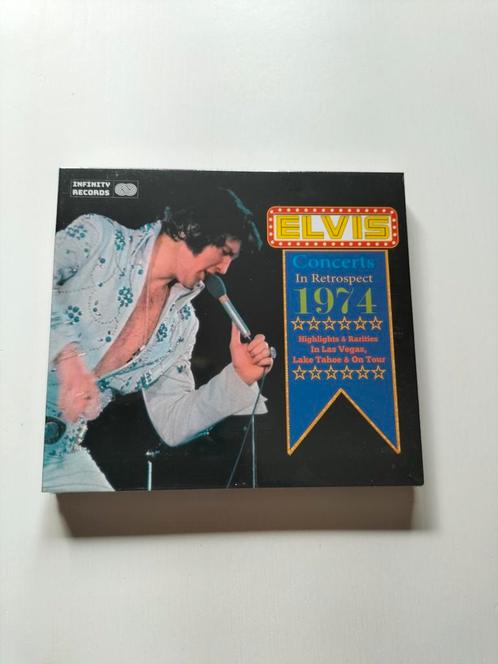 INFINITY
RECORDS
ELVIS
Concerts
In Retrospect
1974
Highlights & Rarities
In Las Vegas,
Lake Tahoe & On Tour